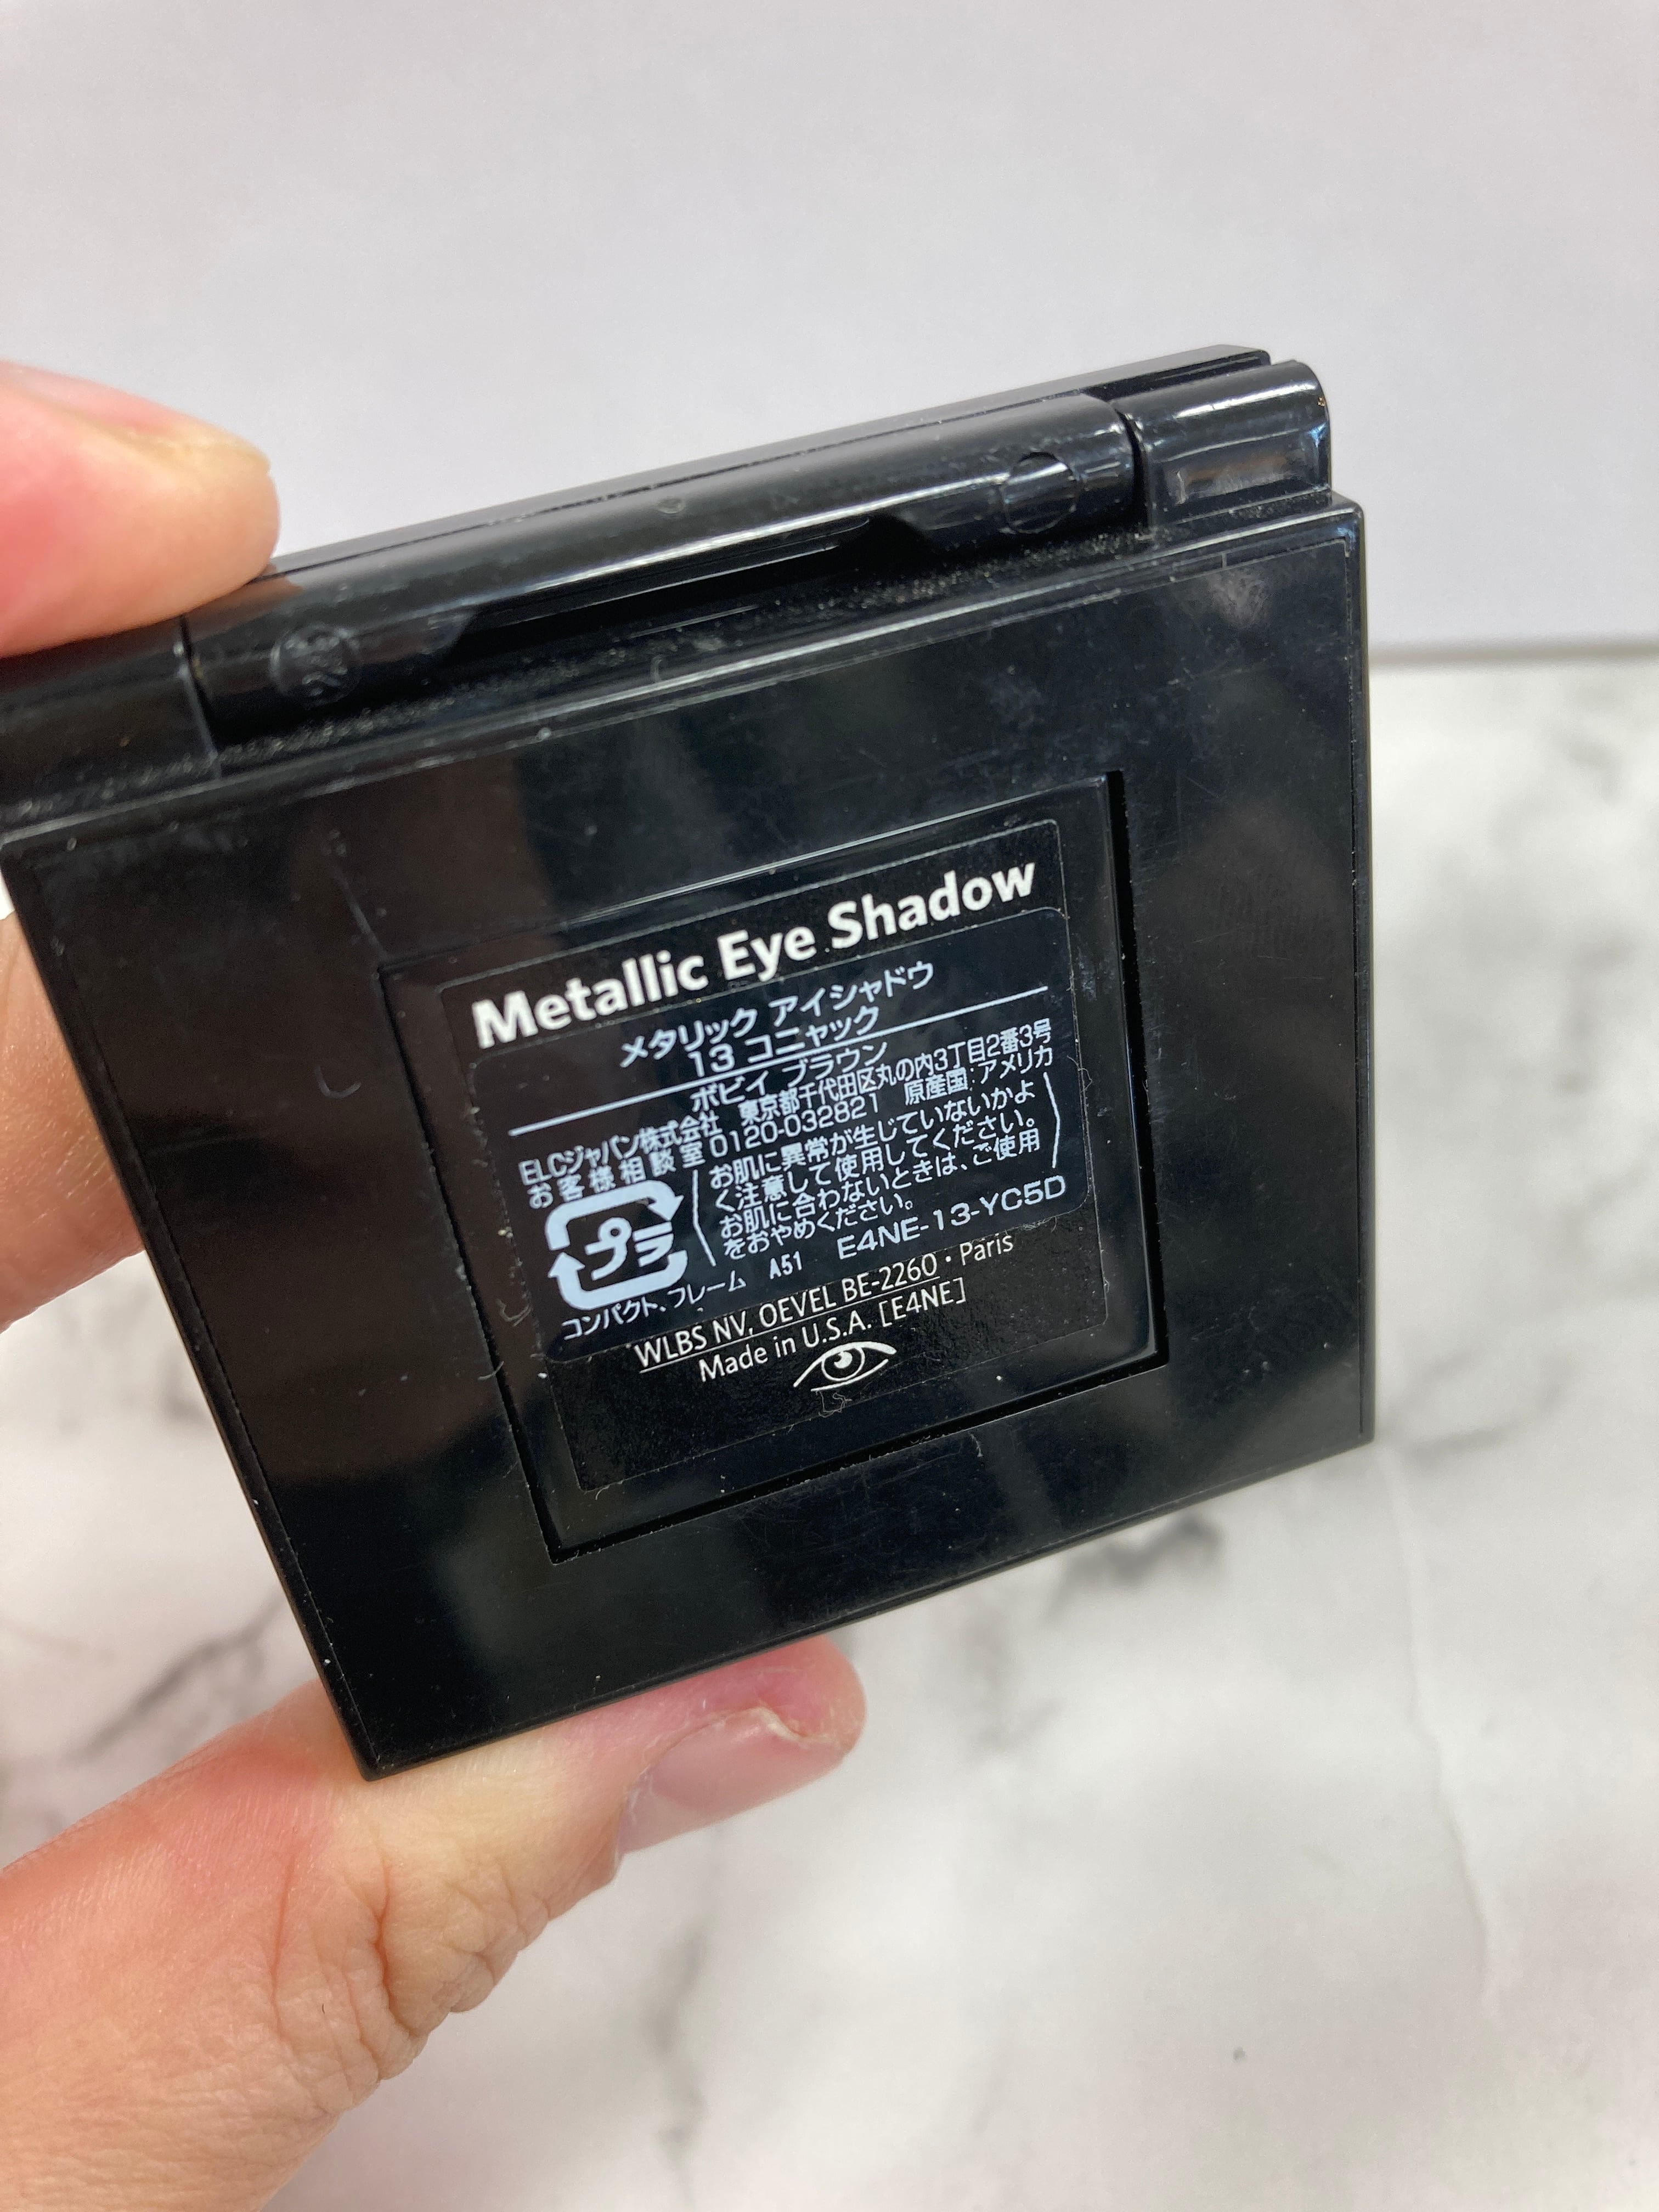 Metallic Eye Shadow
メタリック アイシャドウ
13 コニャック
ボビイ ブラウン
ELCジャパン株式会社 東京都千代田区丸の内3丁目2番3号
お客様相談室0120-032821 原産国:アメリカ
お肌に異常が生じていないかよ
く注意して使用してください。
お肌に合わないときは、ご使用
をおやめください。
プラ
コンパクト、フレーム A51 E4NE-13-YC5D
WLBS NV, OEVEL BE-2260 · Paris
Made in U.S.A. [E4NE]